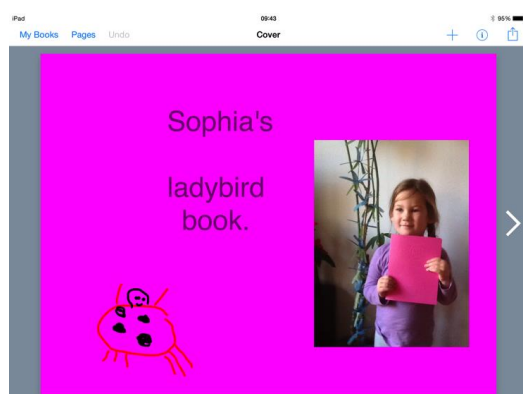 iPad 09:43 95%
My Books Pages Undo Cover
Sophia's
ladybird
book.